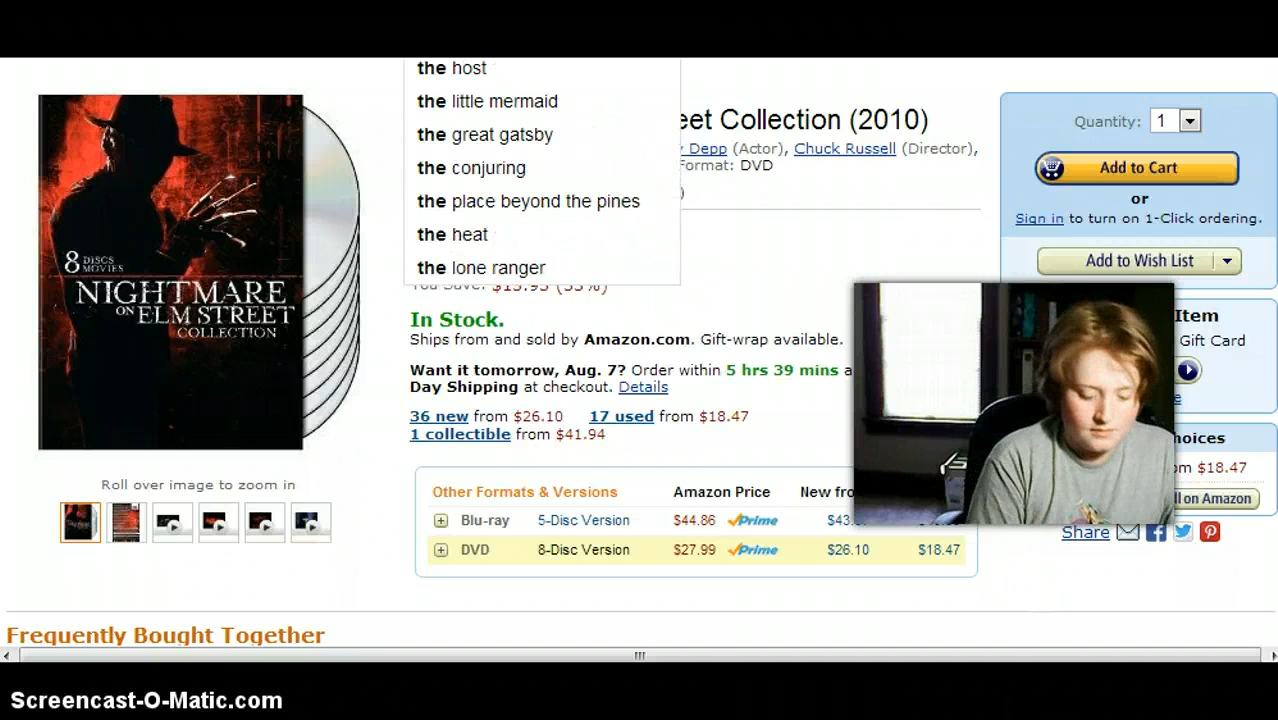 the host
the little mermaid
the great gatsby
the conjuring
the place beyond the pines
the heat
the lone ranger
eet Collection (2010)
Depp (Actor), Chuck Russell (Director),
Format: DVD
8 DISCS
MOVIES
NIGHTMARE
ON ELM STREET
COLLECTION
Roll over image to zoom in
In Stock.
Ships from and sold by Amazon.com. Gift-wrap available.
Want it tomorrow, Aug. 7? Order within 5 hrs 39 mins a
Day Shipping at checkout. Details
36 new from $26.10 17 used from $18.47
1 collectible from $41.94
Other Formats & Versions Amazon Price New fro
Blu-ray 5-Disc Version $44.86 Prime $43.
DVD 8-Disc Version $27.99 Prime $26.10 $18.47
Quantity: 1
Add to Cart
or
Sign in to turn on 1-Click ordering.
Add to Wish List
Item
Gift Card
hoices
om $18.47
ll on Amazon
Share
Frequently Bought Together
Screencast-O-Matic.com